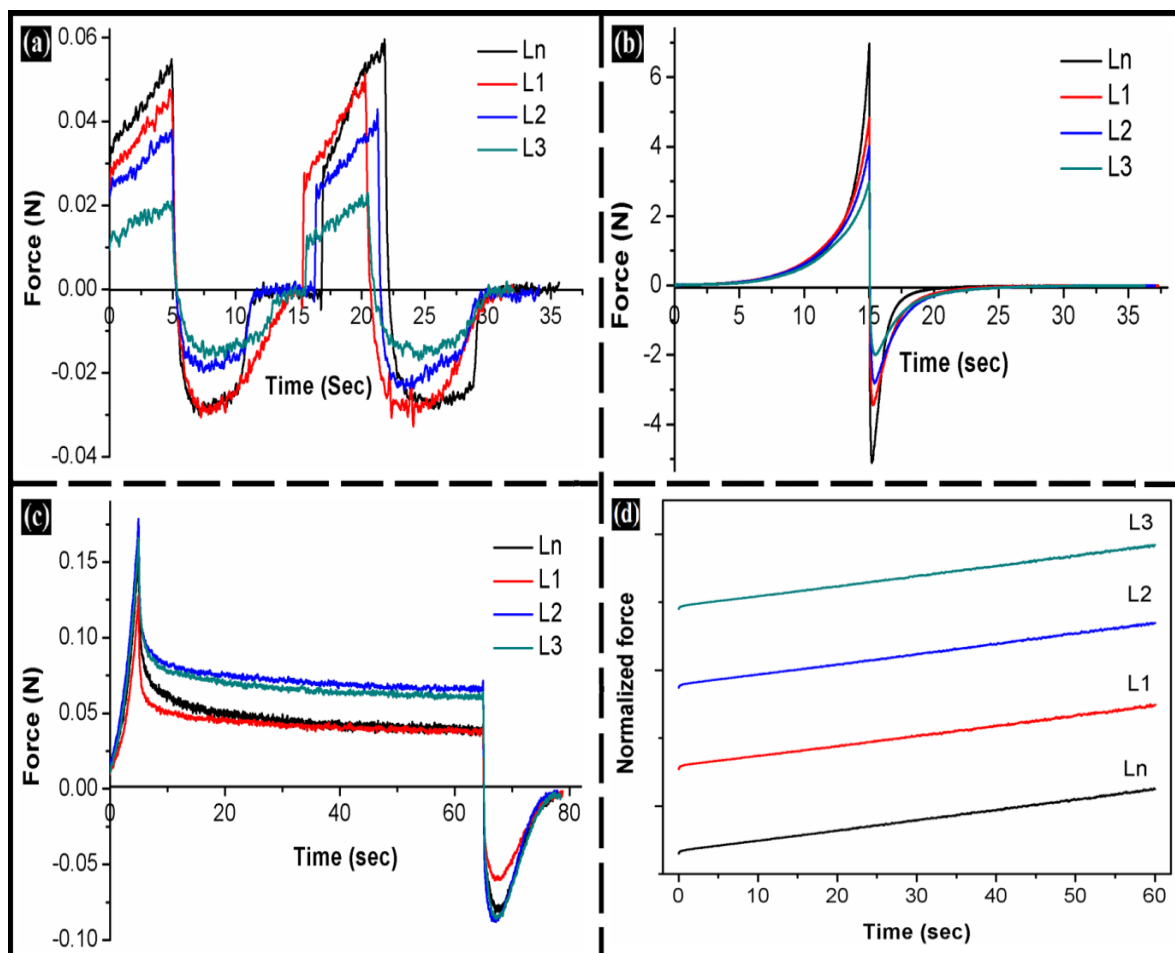 (a)
Force (N)
0.06
0.04
0.02
0.00
-0.02
-0.04
Ln
L1
L2
L3
0 5 10 15 20 25 30 35
Time (Sec)
(b)
Force (N)
6
4
2
0
-2
-4
Ln
L1
L2
L3
0 5 10 15 20 25 30 35
Time (sec)
(c)
Force (N)
0.15
0.10
0.05
0.00
-0.05
-0.10
Ln
L1
L2
L3
0 20 40 60 80
Time (sec)
(d)
Normalized force
L3
L2
L1
Ln
0 10 20 30 40 50 60
Time (sec)